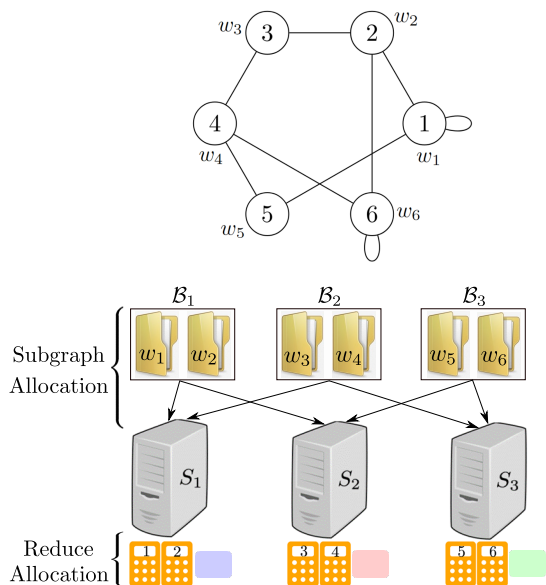 w₃ 3 2 w₂
4 1
w₄ w₁
w₅ 5 6 w₆
B₁ B₂ B₃
Subgraph Allocation
w₁ w₂ w₃ w₄ w₅ w₆
S₁ S₂ S₃
Reduce Allocation
1 2 3 4 5 6